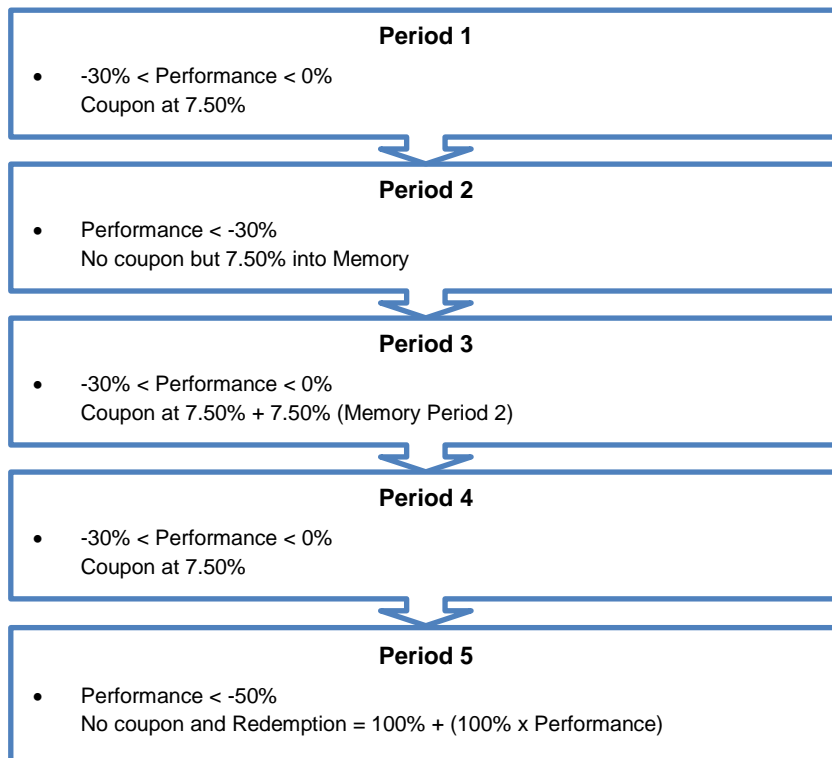 Period 1
• -30% < Performance < 0%
Coupon at 7.50%
Period 2
• Performance < -30%
No coupon but 7.50% into Memory
Period 3
• -30% < Performance < 0%
Coupon at 7.50% + 7.50% (Memory Period 2)
Period 4
• -30% < Performance < 0%
Coupon at 7.50%
Period 5
• Performance < -50%
No coupon and Redemption = 100% + (100% x Performance)